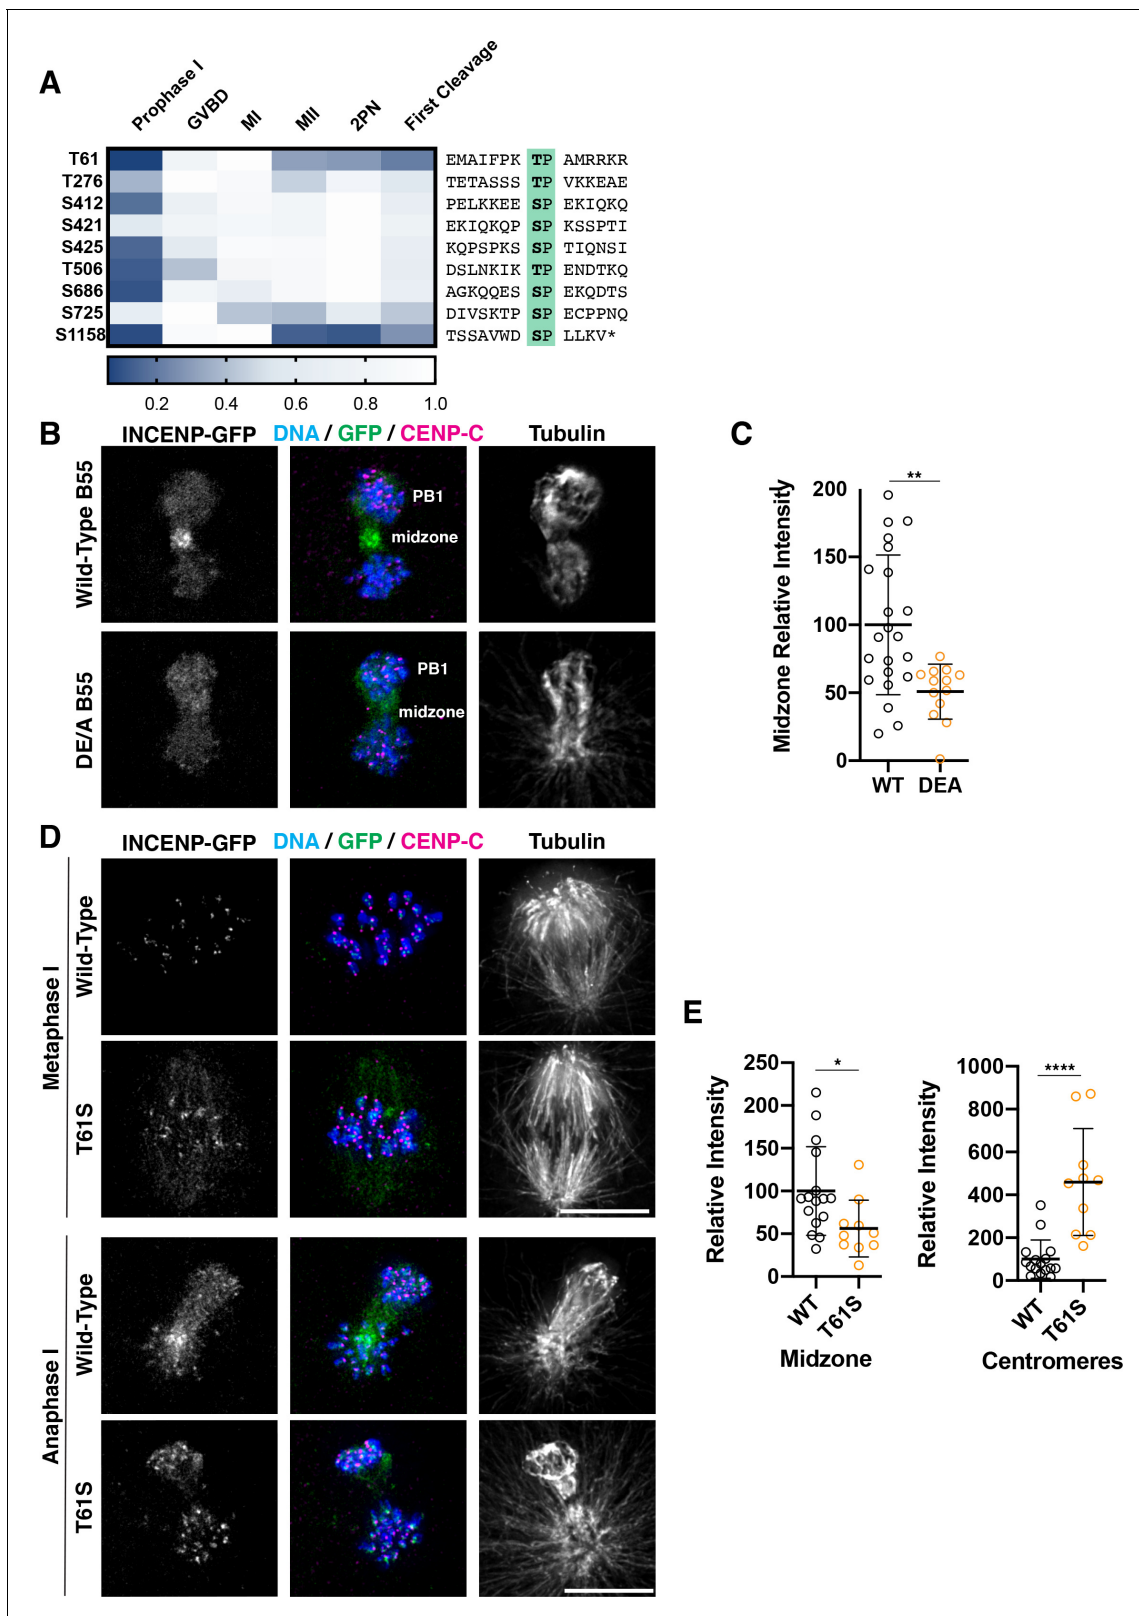 A
Prophase I
GVBD
MI
MII
2PN
First Cleavage
T61 EMAIFPK TP AMRRKR
T276 TETASSS TP VKKEAE
S412 PELKKEE SP EKIQKQ
S421 EKIQKQP SP KSSPTI
S425 KQPSPKS SP TIQNSI
T506 DSLNKIK TP ENDTKQ
S686 AGKQQES SP EKQDTS
S725 DIVSKTP SP ECPPNQ
S1158 TSSAVWD SP LLKV*
0.2 0.4 0.6 0.8 1.0
B
INCENP-GFP DNA / GFP / CENP-C Tubulin
Wild-Type B55
PB1
midzone
DE/A B55
PB1
midzone
C
Midzone Relative Intensity
200
150
100
50
0
**
WT DEA
D
INCENP-GFP DNA / GFP / CENP-C Tubulin
Metaphase I
Wild-Type
T61S
Anaphase I
Wild-Type
T61S
E
Relative Intensity
250
200
150
100
50
0
*
WT T61S
Midzone
Relative Intensity
1000
800
600
400
200
0
****
WT T61S
Centromeres